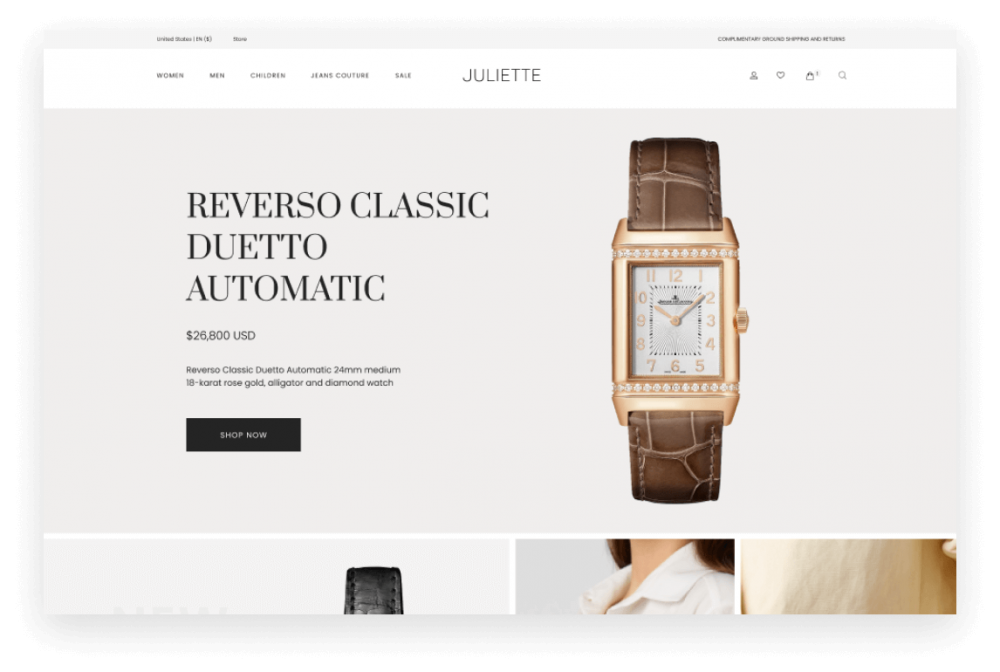 United States | EN ($) Store COMPLIMENTARY GROUND SHIPPING AND RETURNS
WOMEN MEN CHILDREN JEANS COUTURE SALE JULIETTE
REVERSO CLASSIC
DUETTO
AUTOMATIC
$26,800 USD
Reverso Classic Duetto Automatic 24mm medium
18-karat rose gold, alligator and diamond watch
SHOP NOW
11 12 1
10 2
9 3
8 4
7 6 5
NEW